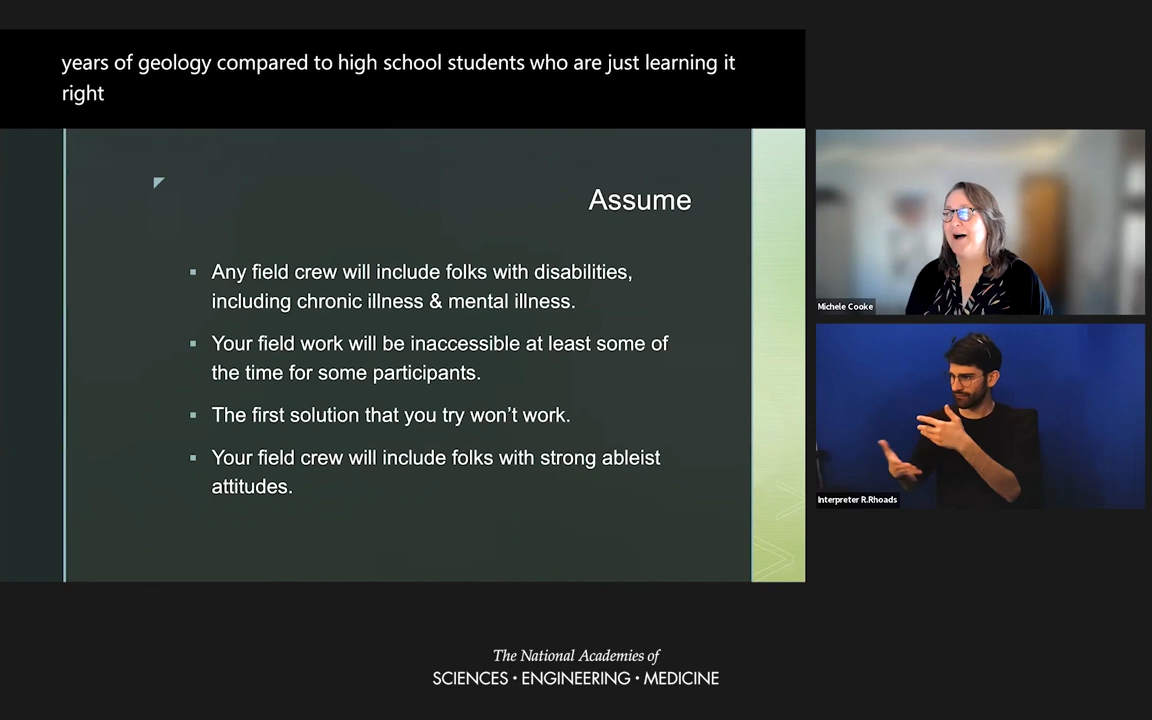 years of geology compared to high school students who are just learning it
right
Assume
▪ Any field crew will include folks with disabilities,
including chronic illness & mental illness.
▪ Your field work will be inaccessible at least some of
the time for some participants.
▪ The first solution that you try won’t work.
▪ Your field crew will include folks with strong ableist
attitudes.
Michele Cooke
Interpreter R.Rhoads
The National Academies of
SCIENCES · ENGINEERING · MEDICINE